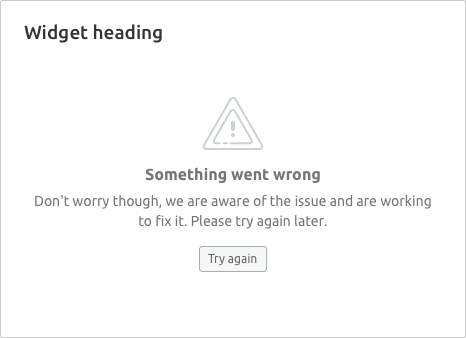 Widget heading
Something went wrong
Don't worry though, we are aware of the issue and are working
to fix it. Please try again later.
Try again